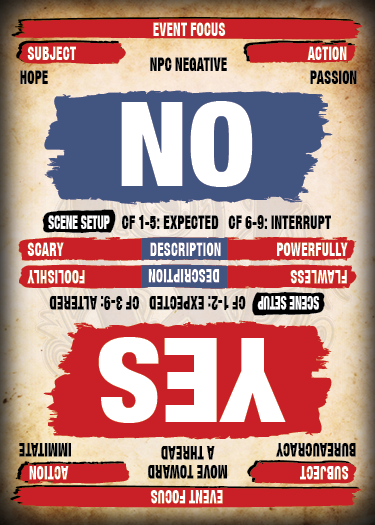 EVENT FOCUS
SUBJECT ACTION
NPC NEGATIVE
HOPE PASSION
NO
SCENE SETUP CF 1-5: EXPECTED CF 6-9: INTERRUPT
SCARY DESCRIPTION POWERFULLY
EVENT FOCUS
SUBJECT ACTION
MOVE TOWARD
A THREAD
BUREAUCRACY IMMITATE
YES
SCENE SETUP CF 1-2: EXPECTED CF 3-9: ALTERED
FLAWLESS DESCRIPTION FOOLISHLY